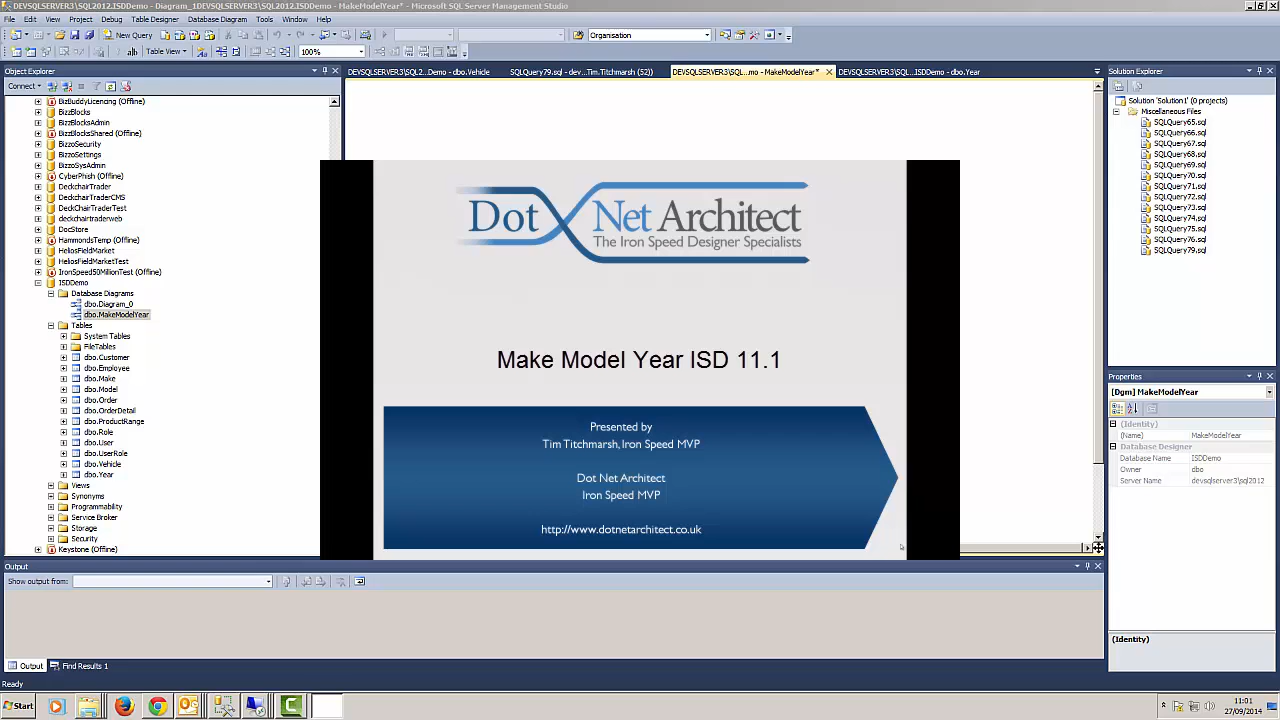 DEVSQLSERVER3\SQL2012.ISDDemo - Diagram_1DEVSQLSERVER3\SQL2012.ISDDemo - MakeModelYear* - Microsoft SQL Server Management Studio
File Edit View Project Debug Table Designer Database Diagram Tools Window Help
New Query
Organisation
Table View
100%
Object Explorer
DEVSQLSERVER3\SQL2...Demo - dbo.Vehicle
SQLQuery79.sql - dev...Tim.Titchmarsh (52))
DEVSQLSERVER3\SQL...mo - MakeModelYear*
DEVSQLSERVER3\SQ...ISDDemo - dbo.Year
Solution Explorer
Connect
BizBuddyLicencing (Offline)
BizzBlocks
BizzBlocksAdmin
BizzBlocksShared (Offline)
BizzoSecurity
BizzoSettings
BizzoSysAdmin
CyberPhish (Offline)
DeckchairTrader
DeckchairTraderCMS
DeckChairTraderTest
deckchairtraderweb
DocStore
HammondsTemp (Offline)
HeliosFieldMarket
HeliosFieldMarketTest
IronSpeed50MillionTest (Offline)
ISDDemo
Database Diagrams
dbo.Diagram_0
dbo.MakeModelYear
Tables
System Tables
FileTables
dbo.Customer
dbo.Employee
dbo.Make
dbo.Model
dbo.Order
dbo.OrderDetail
dbo.ProductRange
dbo.Role
dbo.User
dbo.UserRole
dbo.Vehicle
dbo.Year
Views
Synonyms
Programmability
Service Broker
Storage
Security
Keystone (Offline)
Dot Net Architect
The Iron Speed Designer Specialists
Make Model Year ISD 11.1
Presented by
Tim Titchmarsh, Iron Speed MVP
Dot Net Architect
Iron Speed MVP
http://www.dotnetarchitect.co.uk
Solution 'Solution1' (0 projects)
Miscellaneous Files
SQLQuery65.sql
SQLQuery66.sql
SQLQuery67.sql
SQLQuery68.sql
SQLQuery69.sql
SQLQuery70.sql
SQLQuery71.sql
SQLQuery72.sql
SQLQuery73.sql
SQLQuery74.sql
SQLQuery75.sql
SQLQuery76.sql
SQLQuery79.sql
Properties
[Dgm] MakeModelYear
(Identity)
(Name) MakeModelYear
Database Designer
Database Name ISDDemo
Owner dbo
Server Name devsqlserver3\sql2012
(Identity)
Output
Show output from:
Output Find Results 1
Ready
Start
11:01
27/09/2014